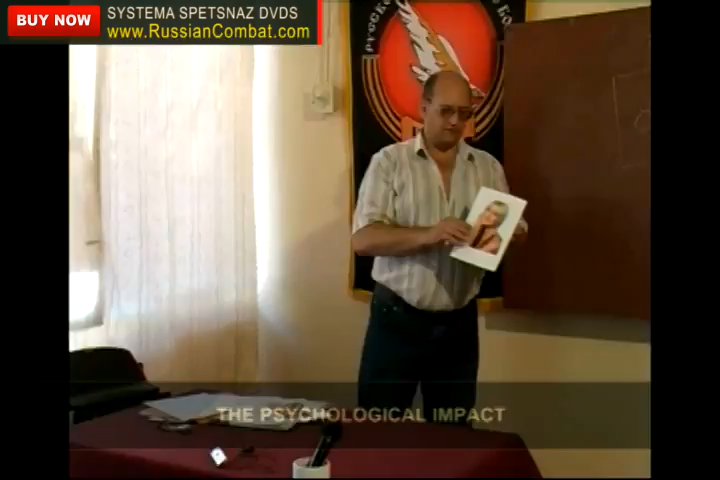 BUY NOW
SYSTEMA SPETSNAZ DVDS
www.RussianCombat.com
THE PSYCHOLOGICAL IMPACT